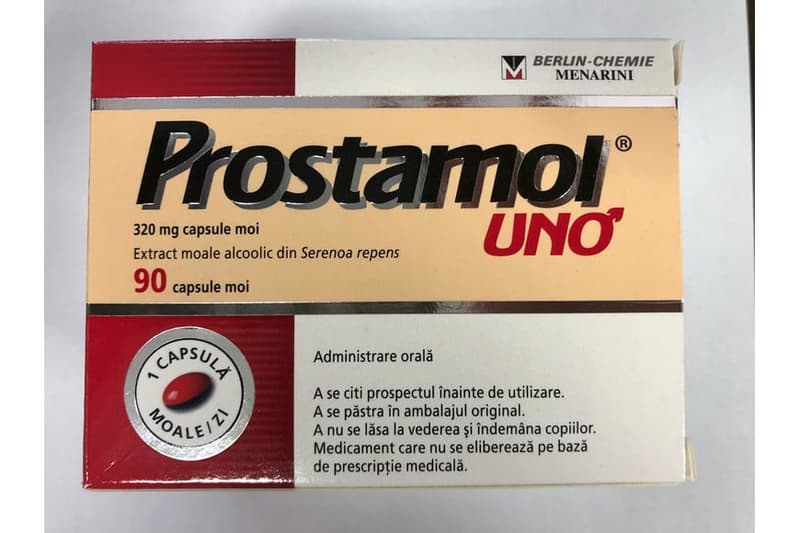 BERLIN-CHEMIE
MENARINI
Prostamol®
UNO
320 mg capsule moi
Extract moale alcoolic din Serenoa repens
90 capsule moi
1 CAPSULĂ
MOALE/ZI
Administrare orală
A se citi prospectul înainte de utilizare.
A se păstra în ambalajul original.
A nu se lăsa la vederea şi îndemâna copiilor.
Medicament care nu se eliberează pe bază
de prescripţie medicală.